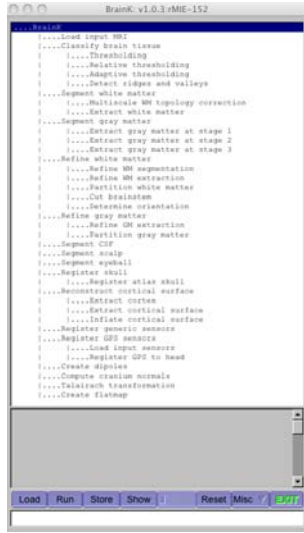 BrainK: v1.0.3 rMIE-152
....BrainK
|....Load input MRI
|....Classify brain tissue
| |....Thresholding
| |....Relative thresholding
| |....Adaptive thresholding
| |....Detect ridges and valleys
|....Segment white matter
| |....Multiscale WM topology correction
| |....Extract white matter
|....Segment gray matter
| |....Extract gray matter at stage 1
| |....Extract gray matter at stage 2
| |....Extract gray matter at stage 3
|....Refine white matter
| |....Refine WM segmentation
| |....Refine WM extraction
| |....Partition white matter
| |....Cut brainstem
| |....Determine orientation
|....Refine gray matter
| |....Refine GM extraction
| |....Partition gray matter
|....Segment CSF
|....Segment scalp
|....Segment eyeball
|....Register skull
| |....Register atlas skull
|....Reconstruct cortical surface
| |....Extract cortex
| |....Extract cortical surface
| |....Inflate cortical surface
|....Register generic sensors
|....Register GPS sensors
| |....Load input sensors
| |....Register GPS to head
|....Create dipoles
|....Compute cranium normals
|....Talairach transformation
|....Create flatmap
Load Run Store Show Reset Misc EXIT